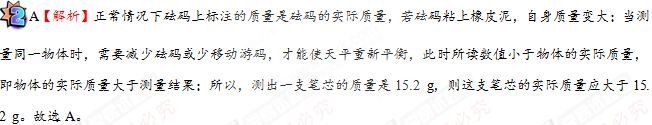 2 A【解析】正常情况下砝码上标注的质量是砝码的实际质量，若砝码粘上橡皮泥，自身质量变大；当测
量同一物体时，需要减少砝码或少移动游码，才能使天平重新平衡，此时所读数值小于物体的实际质量，
即物体的实际质量大于测量结果；所以，测出一支笔芯的质量是 15.2 g，则这支笔芯的实际质量应大于 15.
2 g。故选 A。